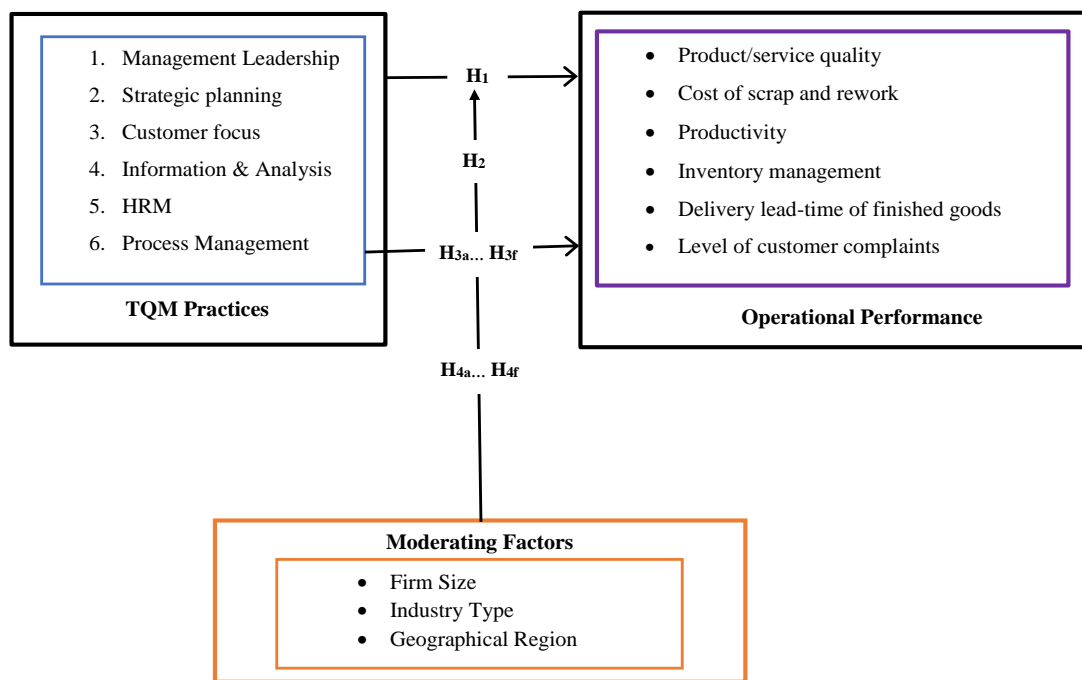 1. Management Leadership
2. Strategic planning
3. Customer focus
4. Information & Analysis
5. HRM
6. Process Management
TQM Practices
H1
H2
H3a... H3f
H4a... H4f
• Product/service quality
• Cost of scrap and rework
• Productivity
• Inventory management
• Delivery lead-time of finished goods
• Level of customer complaints
Operational Performance
Moderating Factors
• Firm Size
• Industry Type
• Geographical Region